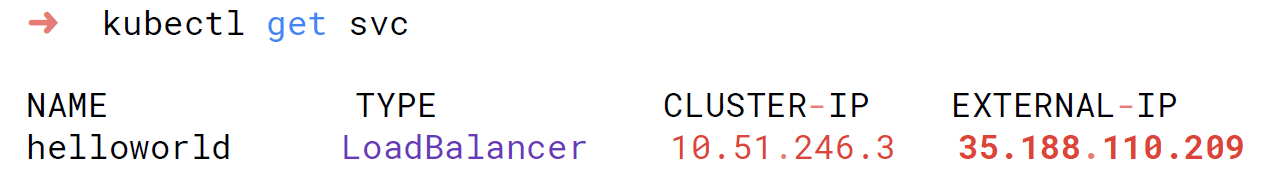 ➜ kubectl get svc
NAME TYPE CLUSTER-IP EXTERNAL-IP
helloworld LoadBalancer 10.51.246.3 35.188.110.209